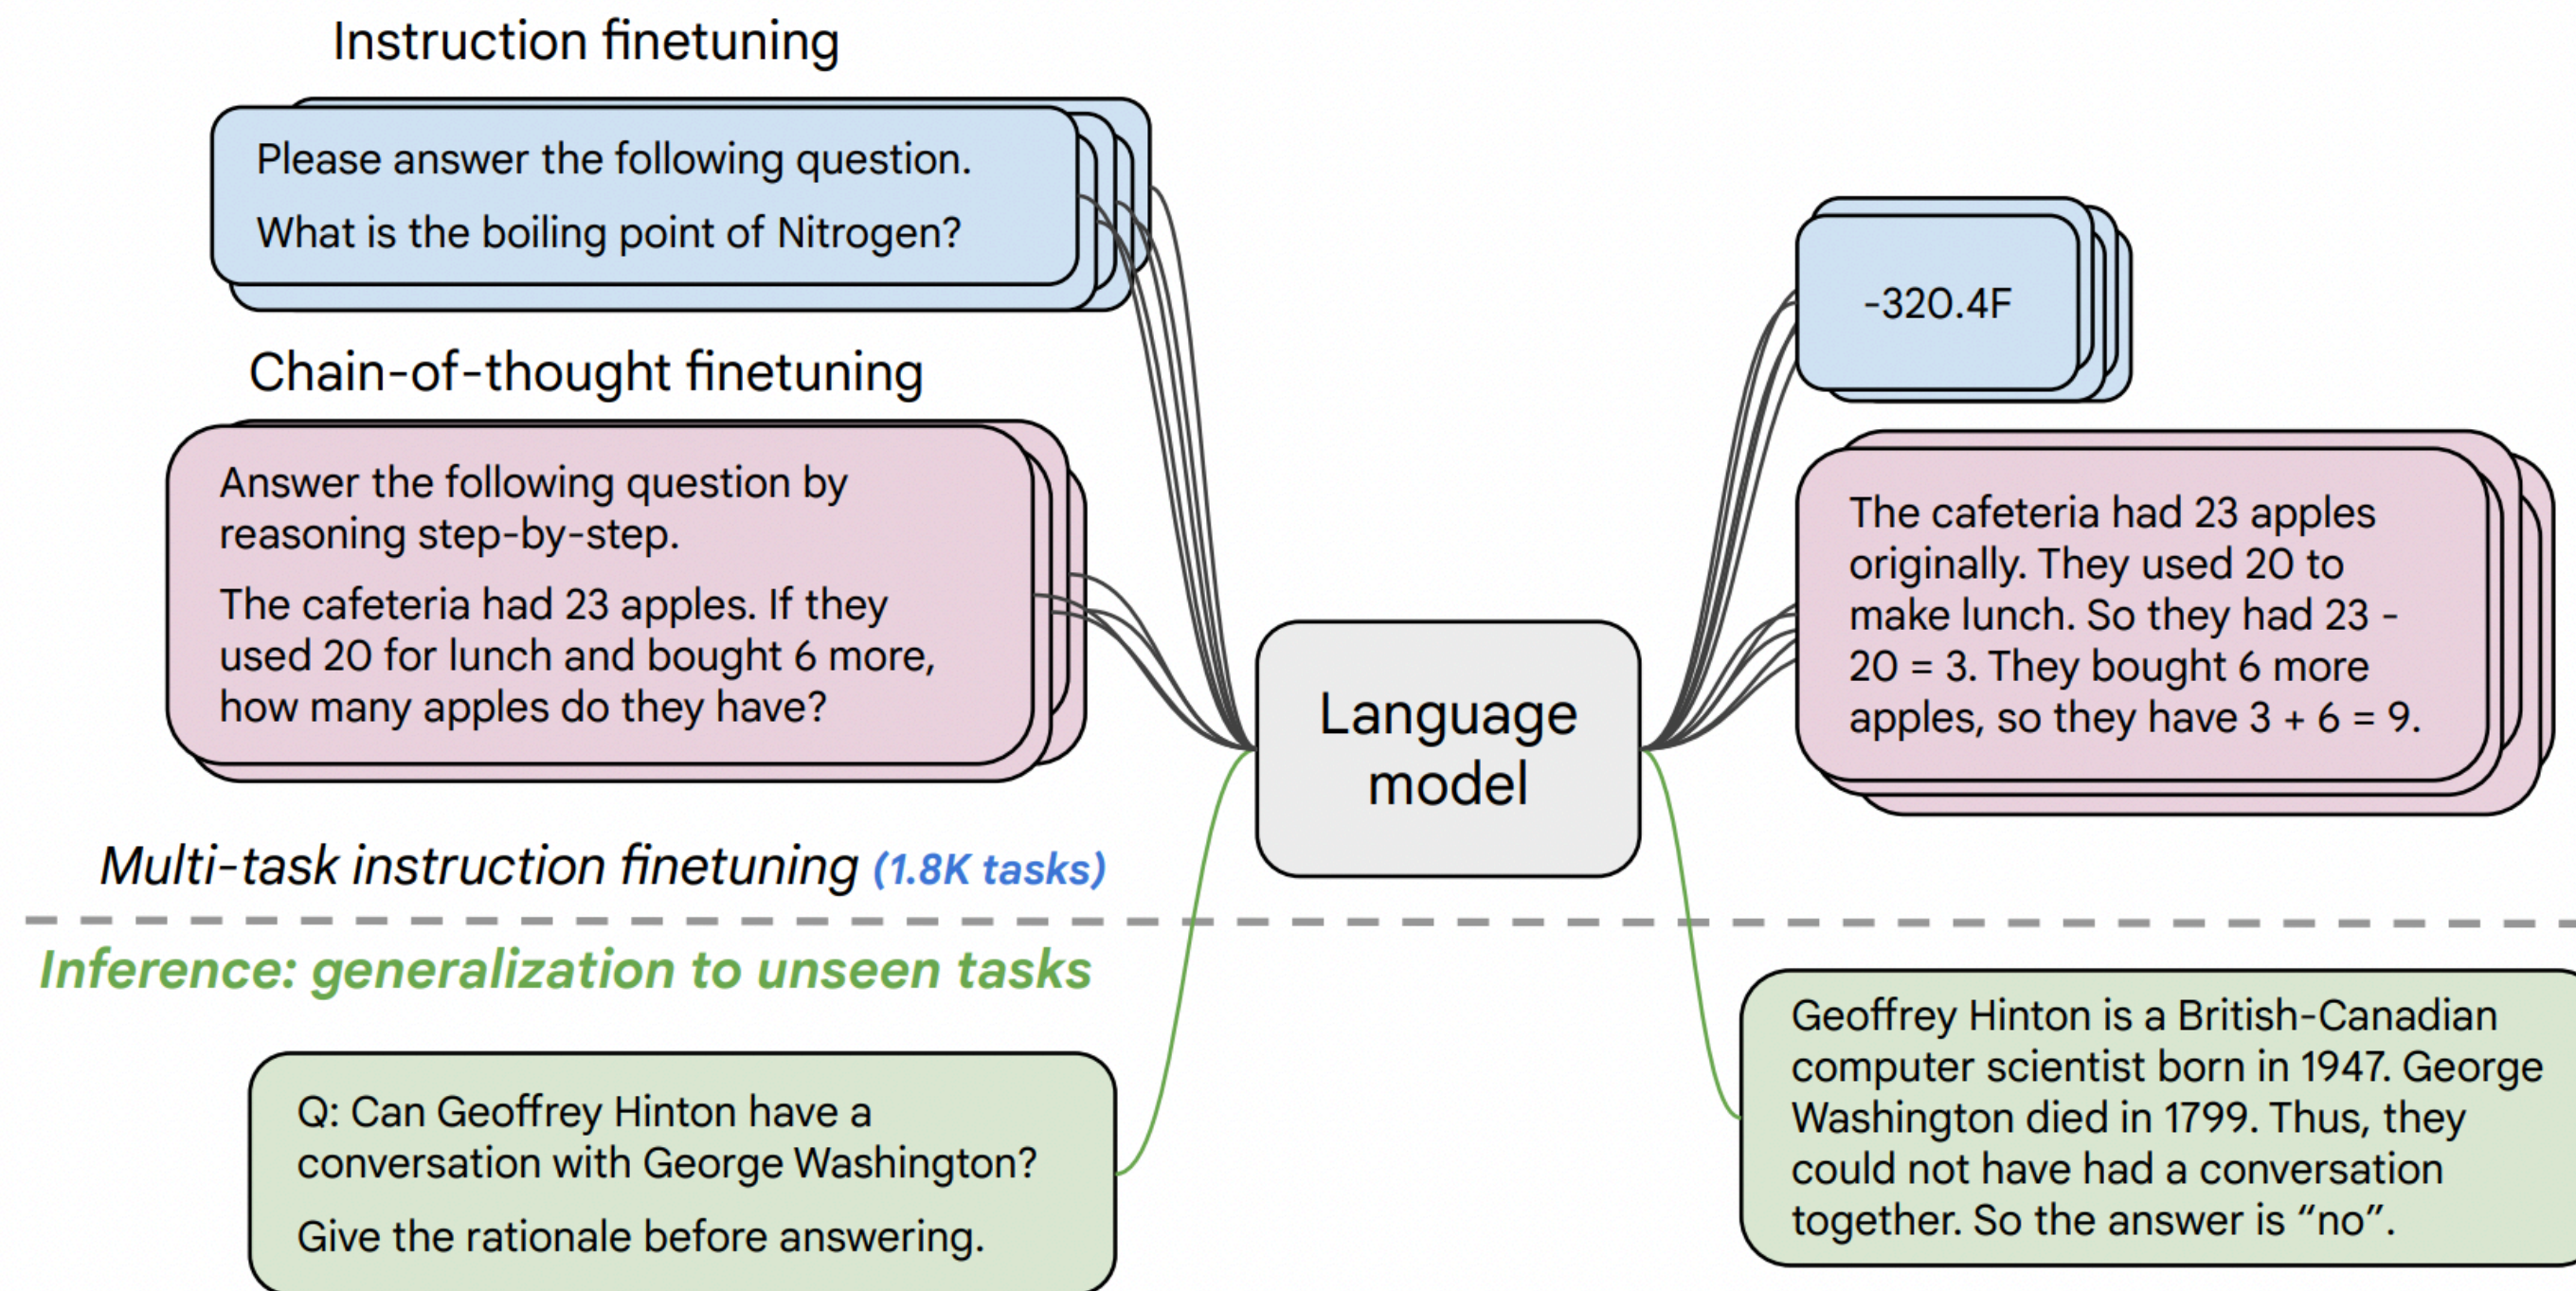 Instruction finetuning
Please answer the following question.
What is the boiling point of Nitrogen?
Chain-of-thought finetuning
Answer the following question by
reasoning step-by-step.
The cafeteria had 23 apples. If they
used 20 for lunch and bought 6 more,
how many apples do they have?
Multi-task instruction finetuning (1.8K tasks)
Language
model
-320.4F
The cafeteria had 23 apples
originally. They used 20 to
make lunch. So they had 23 -
20 = 3. They bought 6 more
apples, so they have 3 + 6 = 9.
Inference: generalization to unseen tasks
Q: Can Geoffrey Hinton have a
conversation with George Washington?
Give the rationale before answering.
Geoffrey Hinton is a British-Canadian
computer scientist born in 1947. George
Washington died in 1799. Thus, they
could not have had a conversation
together. So the answer is “no”.